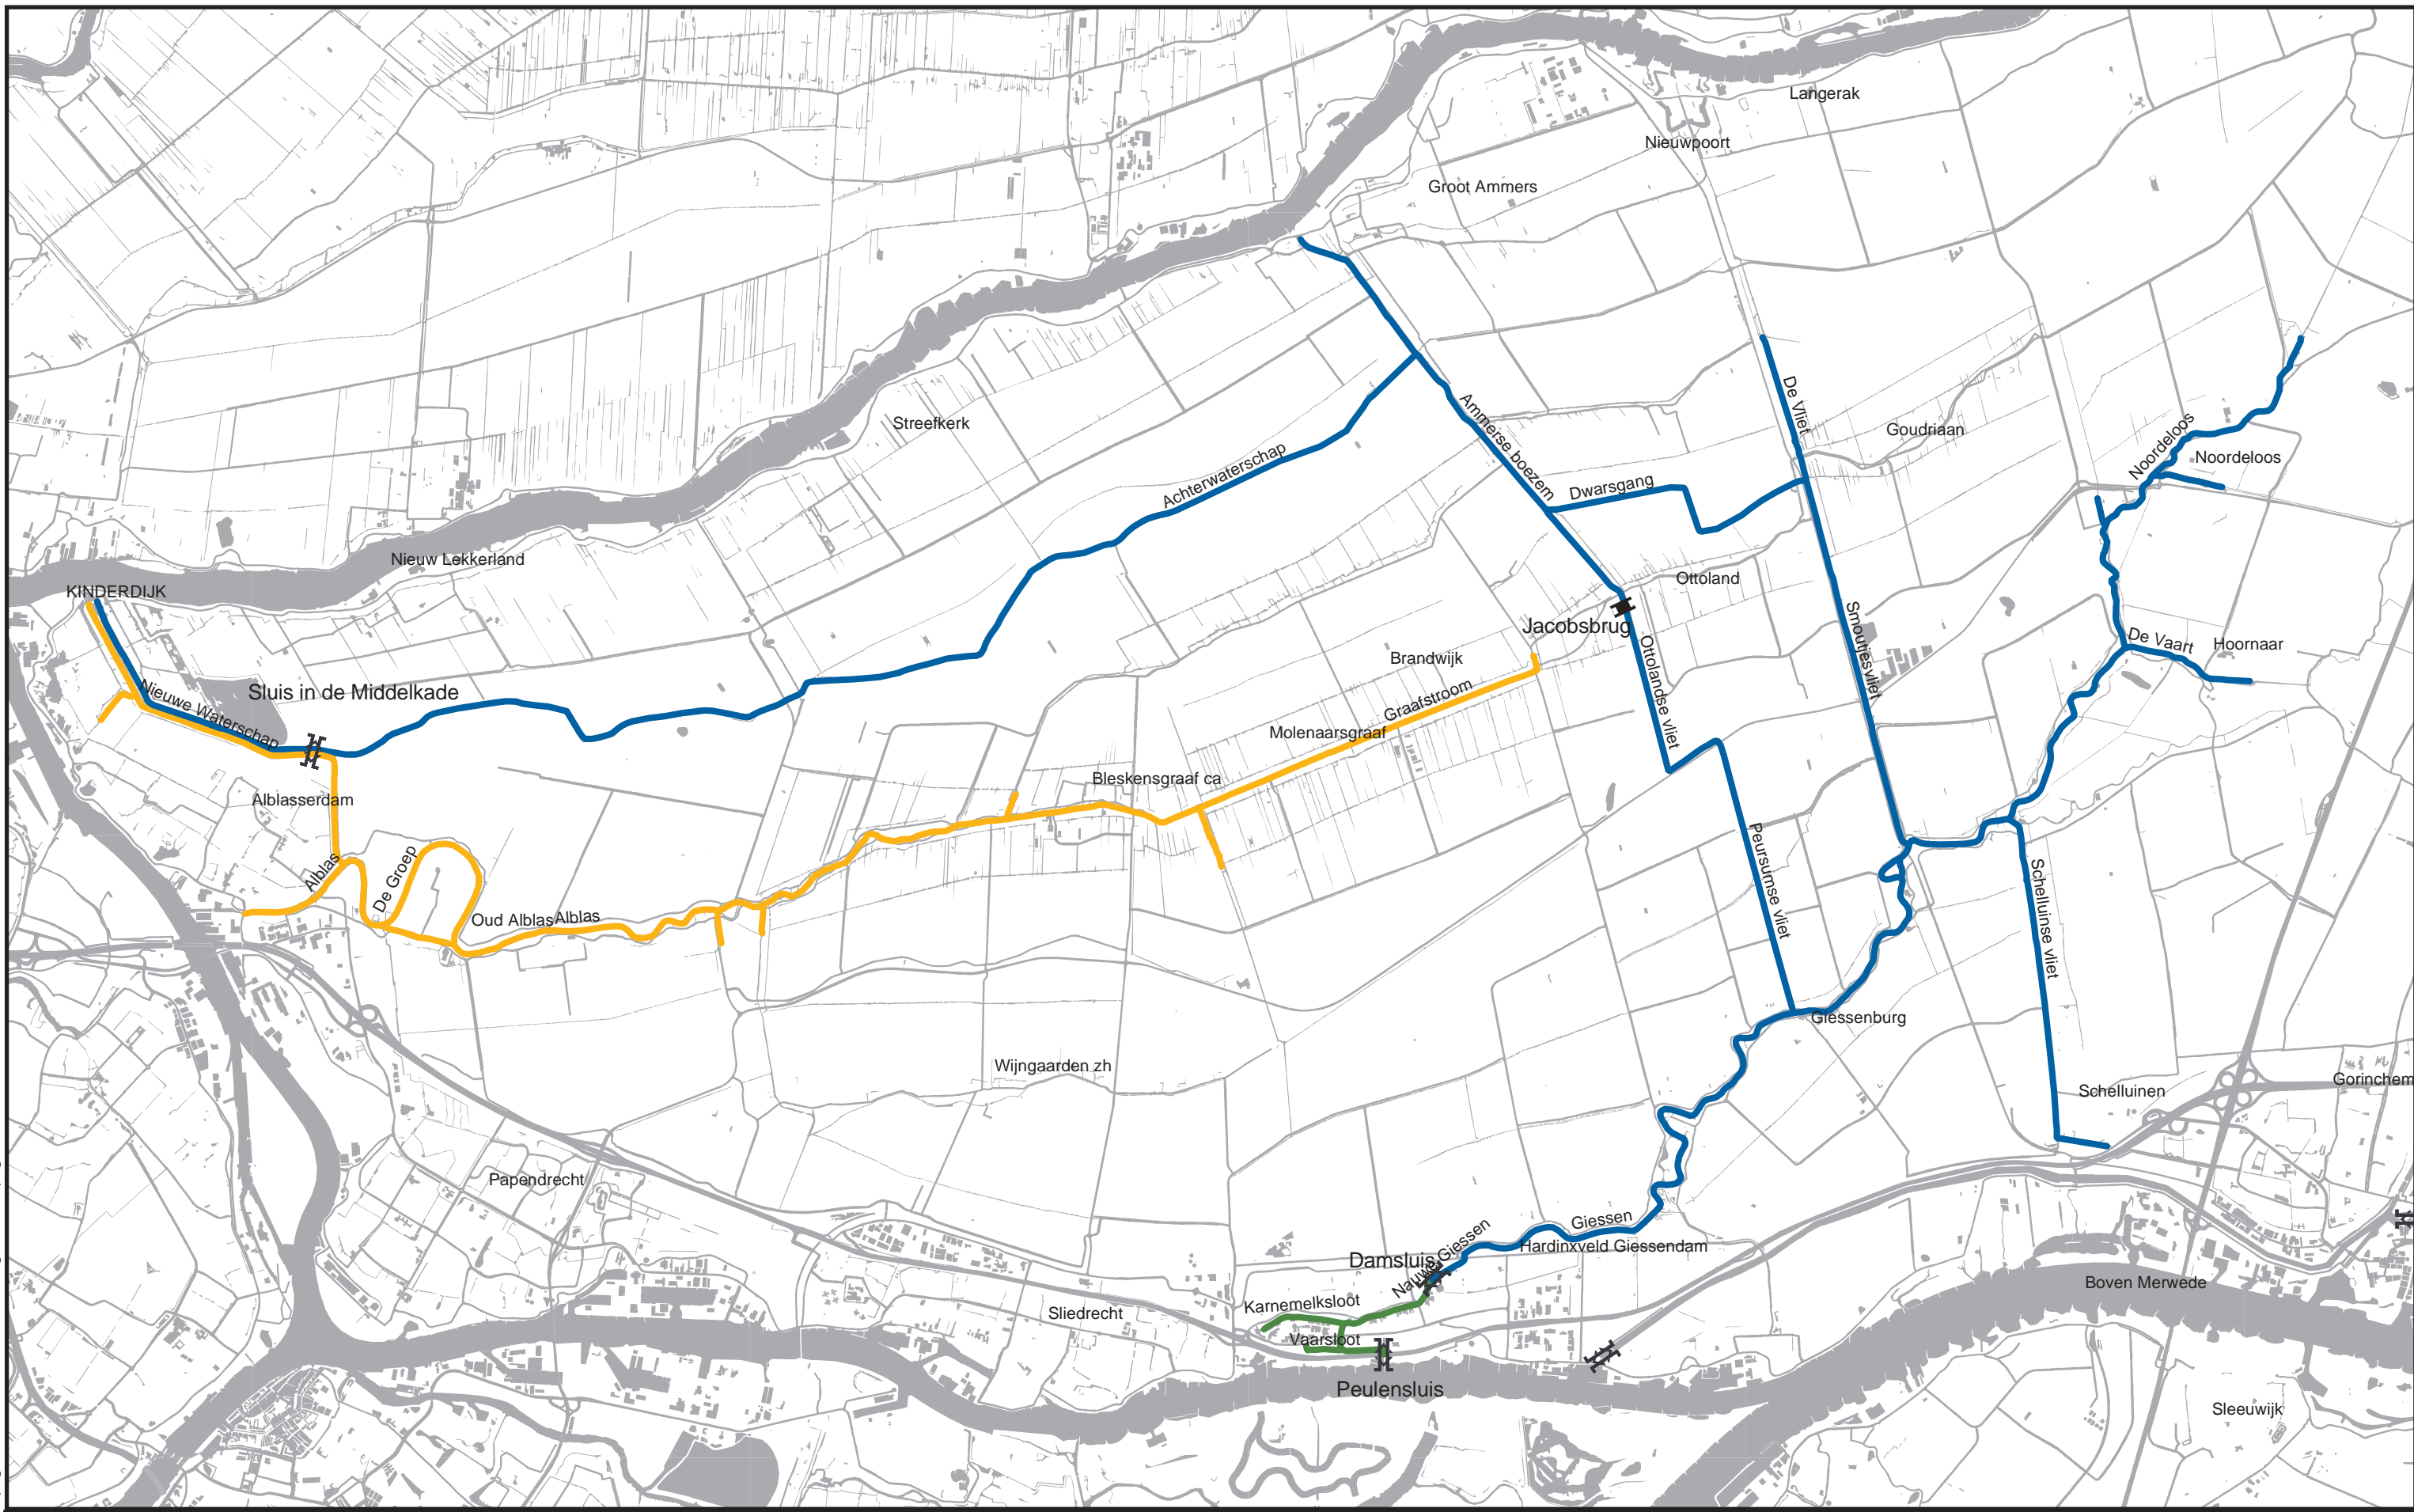 Langerak
Nieuwpoort
Groot Ammers
De Vliet
Streefkerk
Ammerse boezem
Goudriaan
Noordeloos
Noordeloos
Achterwaterschap
Dwarsgang
Nieuw Lekkerland
KINDERDIJK
Ottoland
Jacobsbrug
Smoutjesvliet
De Vaart
Hoornaar
Brandwijk
Ottolandse vliet
Sluis in de Middelkade
Nieuwe Waterschap
Graafstroom
Molenaarsgraaf
Bleskensgraaf ca
Alblasserdam
Peursumse vliet
Alblas
De Groep
Schelluinse vliet
Oud Alblas
Alblas
Giessenburg
Wijngaarden zh
Gorinchem
Schelluinen
Papendrecht
Giessen
Hardinxveld Giessendam
Damsluis
Nauwe Giessen
Boven Merwede
Karnemelksloot
Sliedrecht
Vaarsloot
Peulensluis
Sleeuwijk